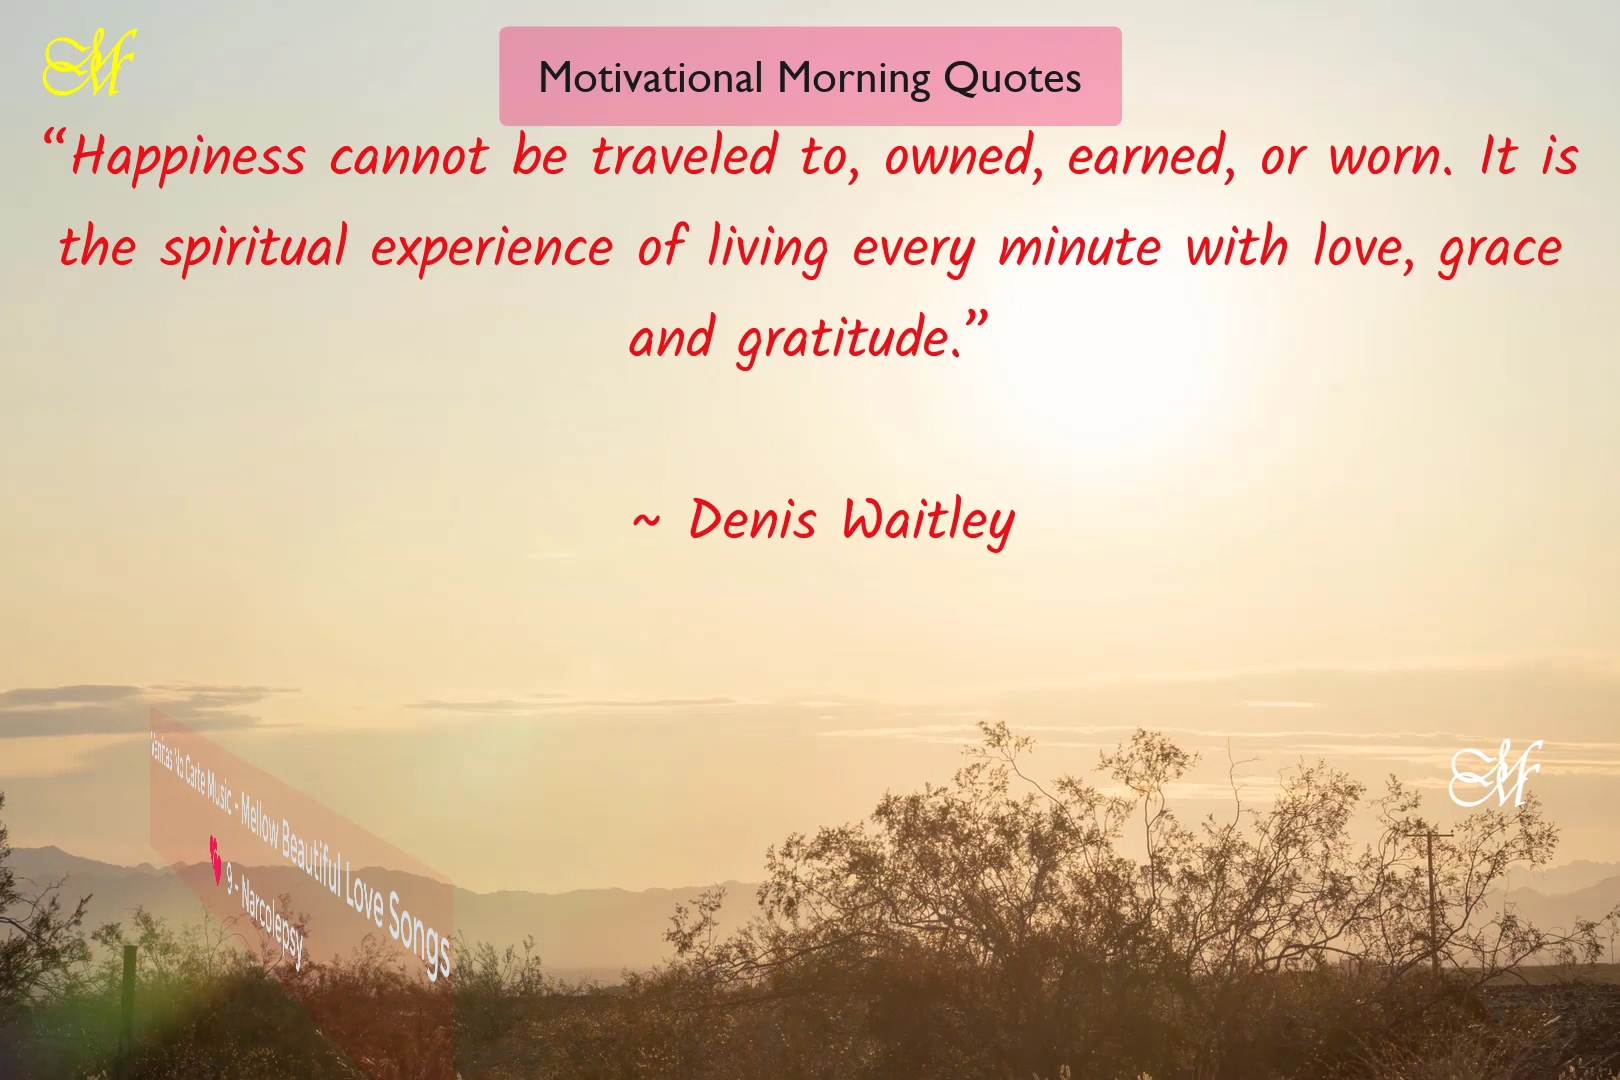 Motivational Morning Quotes
“Happiness cannot be traveled to, owned, earned, or worn. It is
the spiritual experience of living every minute with love, grace
and gratitude.”
~ Denis Waitley
Music - Mellow Beautiful Love Songs
9 - Narcolepsy